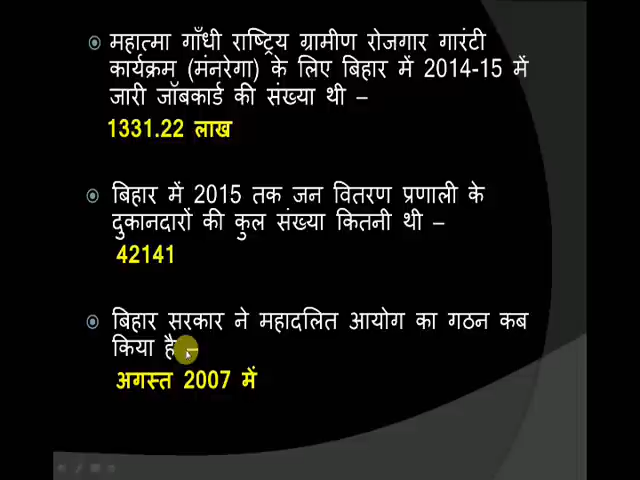 महात्मा गाँधी राष्ट्रिय ग्रामीण रोजगार गारंटी
कार्यक्रम (मंनरेगा) के लिए बिहार में 2014-15 में
जारी जॉबकार्ड की संख्या थी –
1331.22 लाख
बिहार में 2015 तक जन वितरण प्रणाली के
दुकानदारों की कुल संख्या कितनी थी –
42141
बिहार सरकार ने महादलित आयोग का गठन कब
किया है –
अगस्त 2007 में